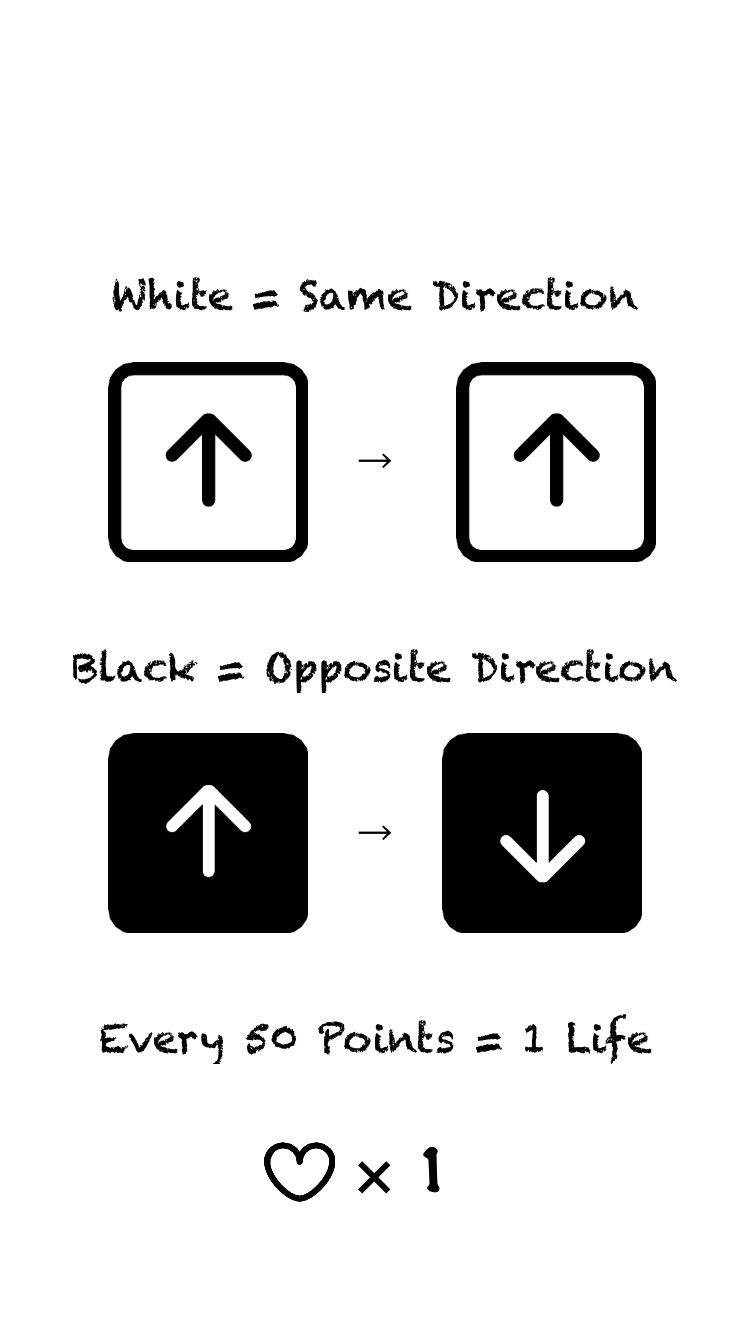 White = Same Direction
→
Black = Opposite Direction
→
Every 50 Points = 1 Life
× 1